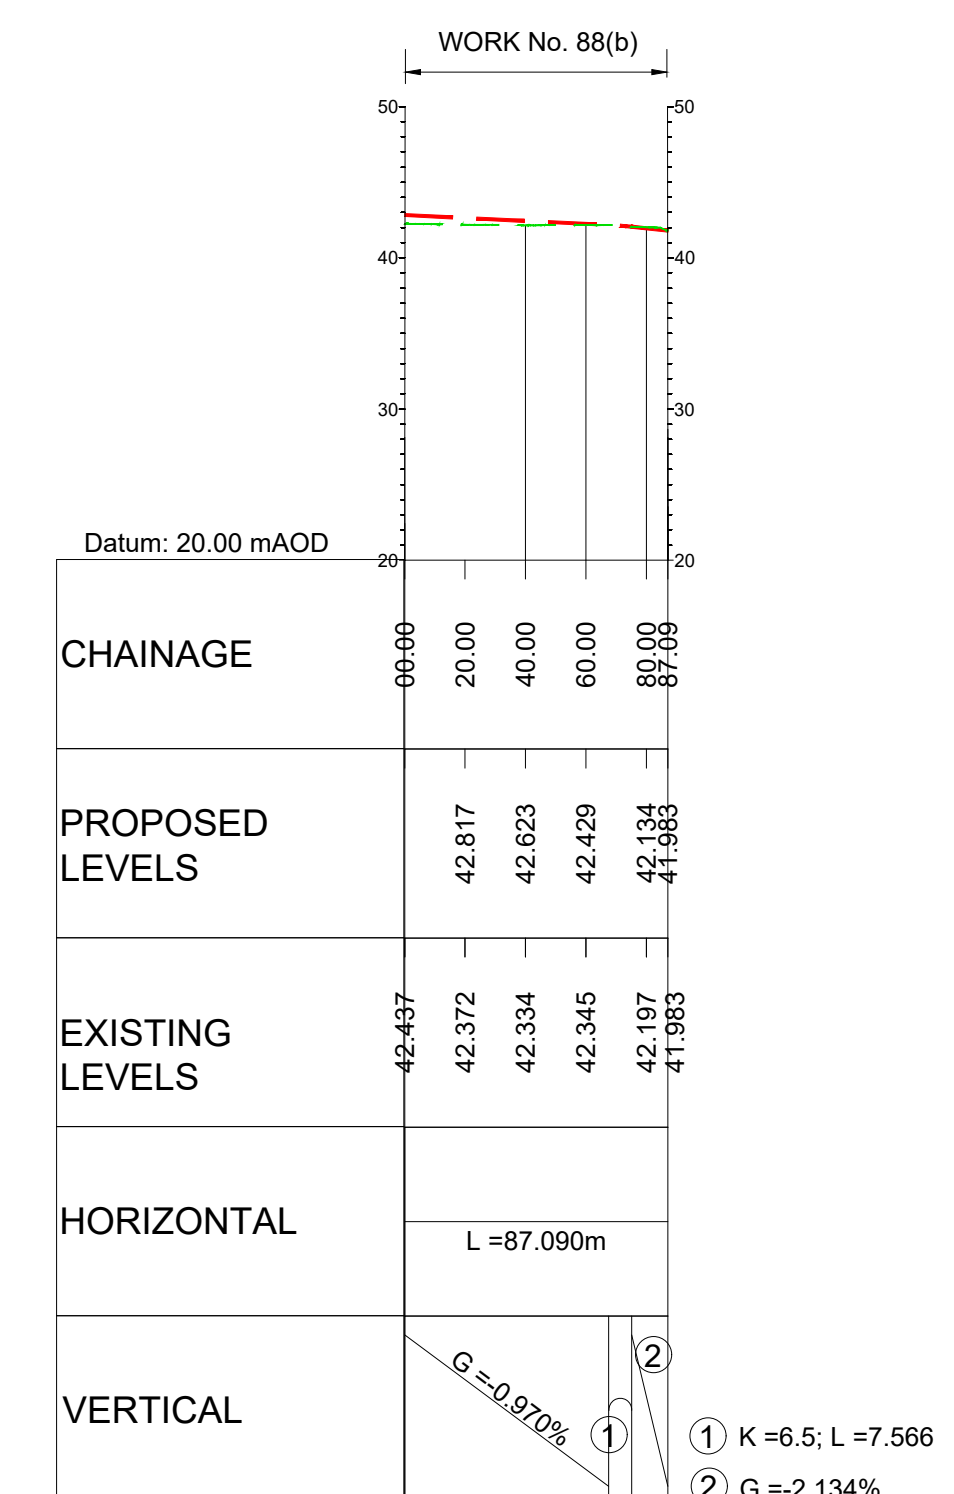 WORK No. 88(b)
50 50
40 40
30 30
Datum: 20.00 mAOD
20 20
CHAINAGE
00.00 20.00 40.00 60.00 80.00 87.09
PROPOSED
LEVELS
42.817 42.623 42.429 42.134 41.983
EXISTING
LEVELS
42.437 42.372 42.334 42.345 42.197 41.983
HORIZONTAL
L =87.090m
VERTICAL
G =-0.970%
1
2
1 K =6.5; L =7.566
2 G =-2.134%